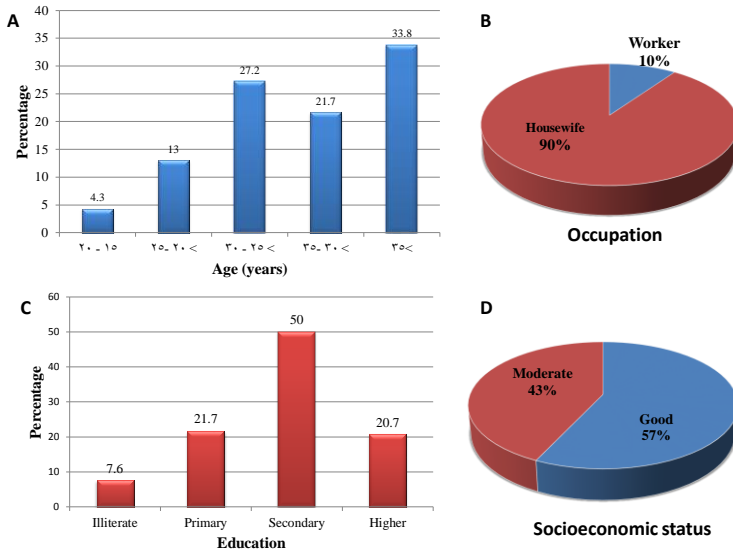 A
Percentage
40
35
30
25
20
15
10
5
0
4.3
13
27.2
21.7
33.8
٢٠ - ١٥
٢٥- ٢٠ >
٣٠ - ٢٥ >
٣٥- ٣٠ >
٣٥>
Age (years)
B
Worker
10%
Housewife
90%
Occupation
C
Percentage
60
50
40
30
20
10
0
7.6
21.7
50
20.7
Illiterate
Primary
Secondary
Higher
Education
D
Moderate
43%
Good
57%
Socioeconomic status